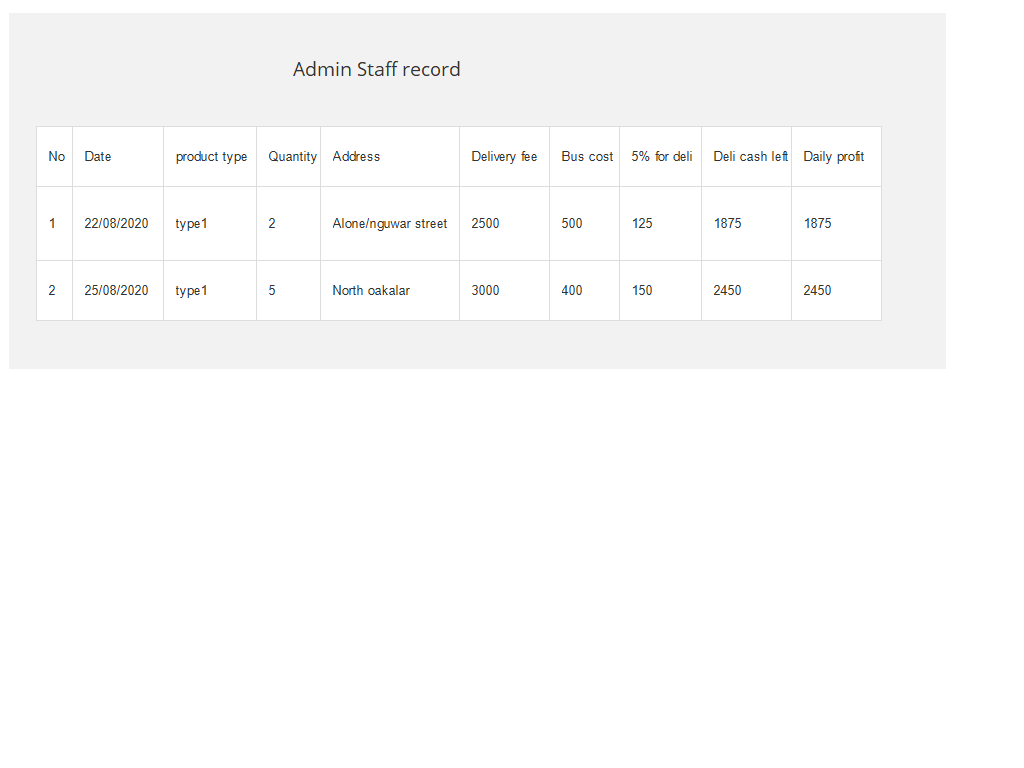 Admin Staff record
No Date product type Quantity Address Delivery fee Bus cost 5% for deli Deli cash left Daily profit
1 22/08/2020 type1 2 Alone/nguwar street 2500 500 125 1875 1875
2 25/08/2020 type1 5 North oakalar 3000 400 150 2450 2450